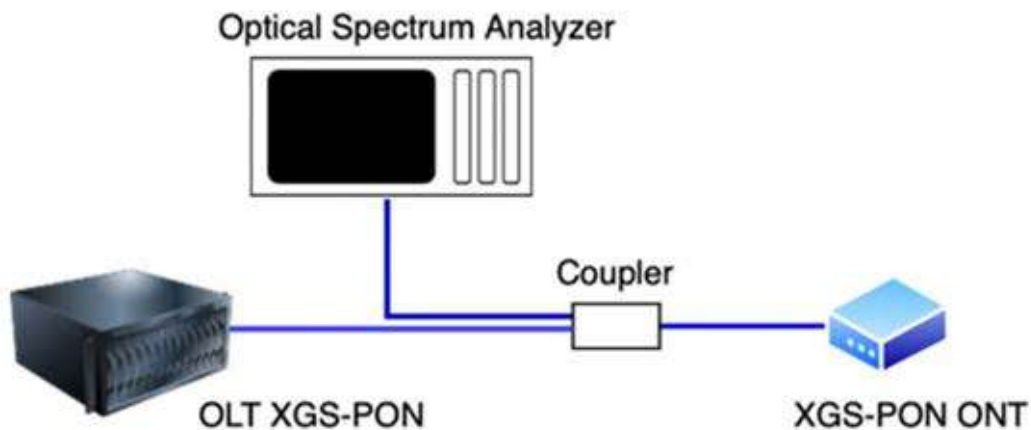 Optical Spectrum Analyzer
Coupler
OLT XGS-PON
XGS-PON ONT